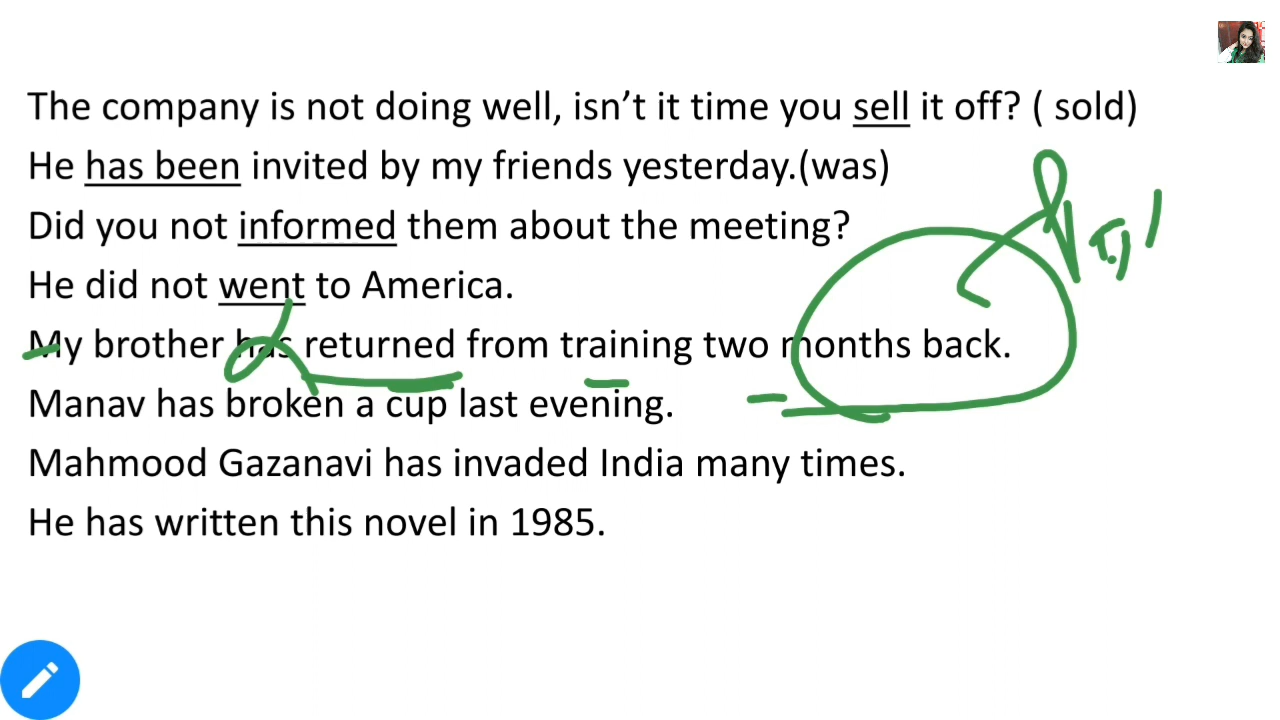 The company is not doing well, isn’t it time you sell it off? ( sold)
He has been invited by my friends yesterday.(was)
Did you not informed them about the meeting?
He did not went to America.
My brother has returned from training two months back.
Manav has broken a cup last evening.
Mahmood Gazanavi has invaded India many times.
He has written this novel in 1985.